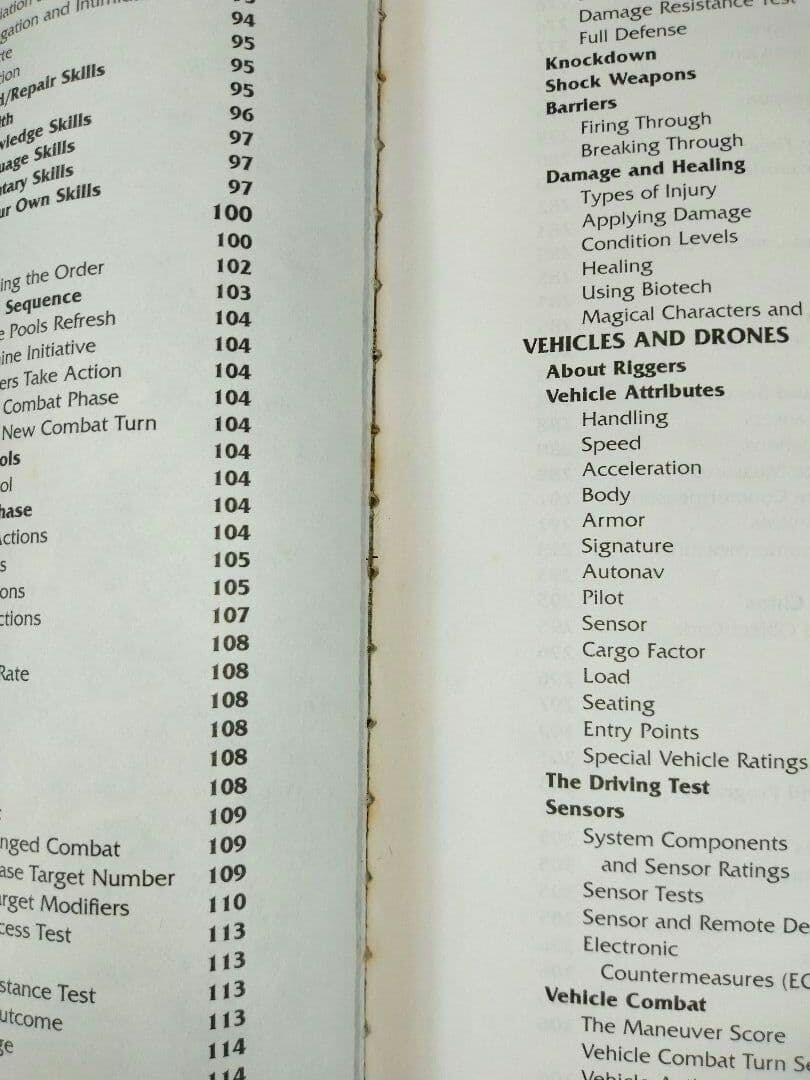 94
gation and
95
95
95
/Repair Skills
96
Skills
97
Skills
97
tary Skills
97
ur Own Skills
100
100
ing the Order 102
Sequence 103
Pools Refresh 104
ine Initiative 104
ers Take Action 104
Combat Phase 104
New Combat Turn 104
ols 104
ol 104
hase 104
ctions 104
s 105
ons 105
ctions 107
108
Rate 108
108
108
108
108
109
nged Combat 109
ase Target Number 109
rget Modifiers 110
cess Test 113
113
stance Test 113
utcome 113
ge 114
114
Damage Resistance Test
Full Defense
Knockdown
Shock Weapons
Barriers
Firing Through
Breaking Through
Damage and Healing
Types of Injury
Applying Damage
Condition Levels
Healing
Using Biotech
Magical Characters and
VEHICLES AND DRONES
About Riggers
Vehicle Attributes
Handling
Speed
Acceleration
Body
Armor
Signature
Autonav
Pilot
Sensor
Cargo Factor
Load
Seating
Entry Points
Special Vehicle Ratings
The Driving Test
Sensors
System Components
and Sensor Ratings
Sensor Tests
Sensor and Remote De
Electronic
Countermeasures (EC
Vehicle Combat
The Maneuver Score
Vehicle Combat Turn Se